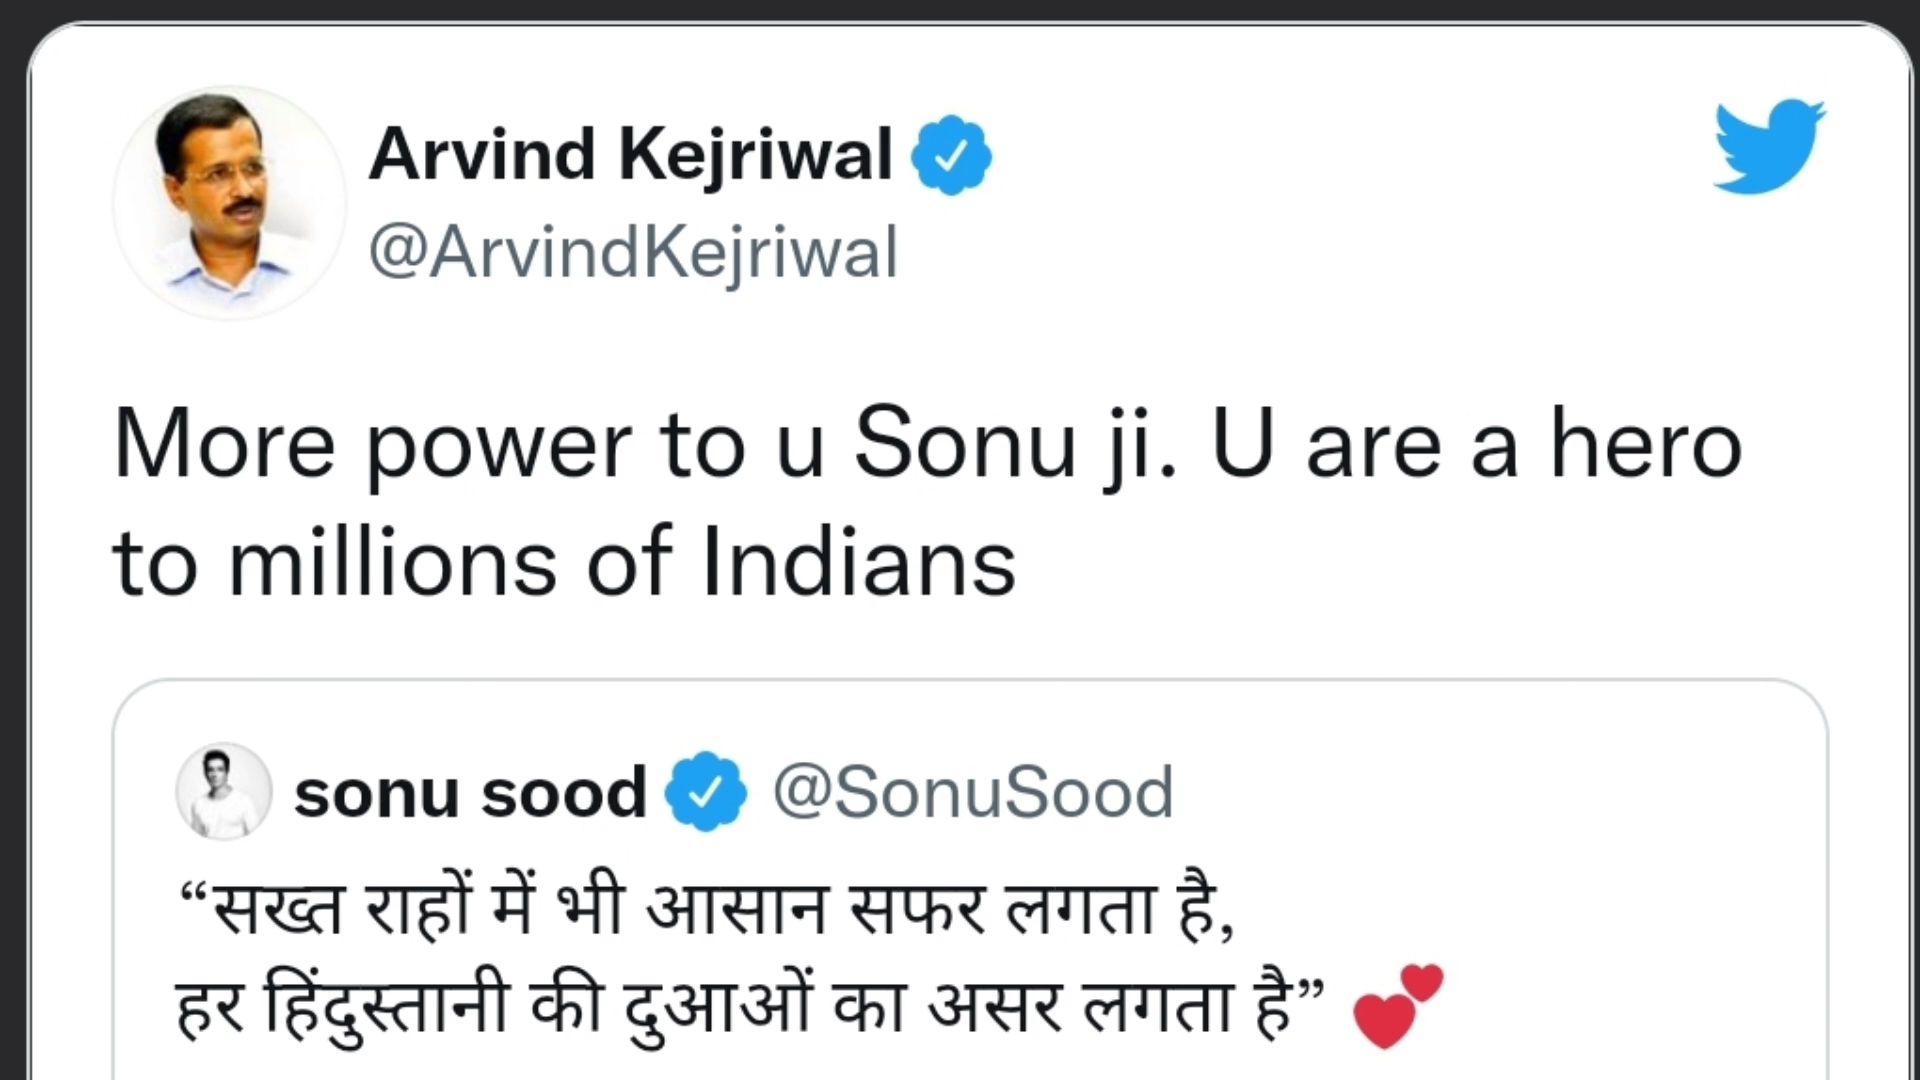 Arvind Kejriwal
@ArvindKejriwal
More power to u Sonu ji. U are a hero
to millions of Indians
sonu sood @SonuSood
“सख्त राहों में भी आसान सफर लगता है,
हर हिंदुस्तानी की दुआओं का असर लगता है” 💕